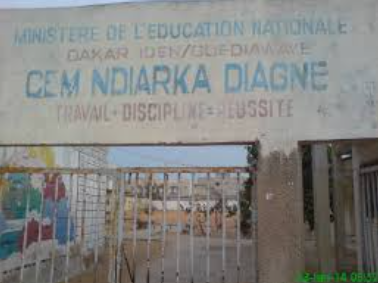 MINISTERE DE L'EDUCATION NATIONALE
DAKAR IDEN/GUEDIAWAYE
CEM NDIARKA DIAGNE
TRAVAIL - DISCIPLINE = REUSSITE